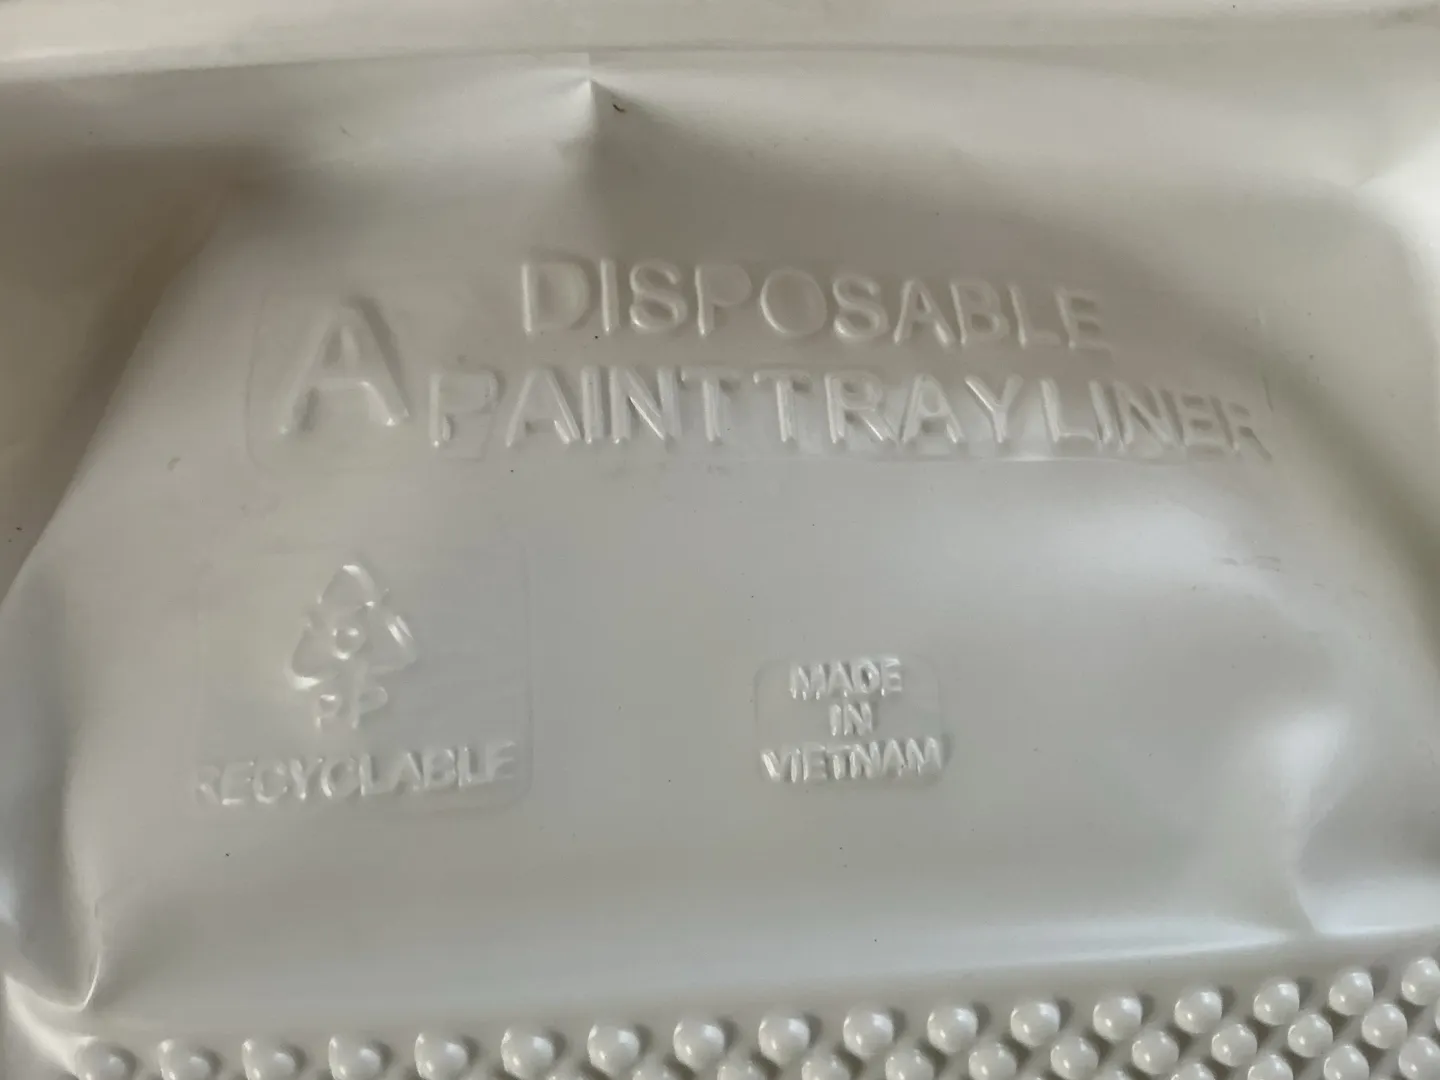 DISPOSABLE
A PAINT TRAY LINER
PP
RECYCLABLE
MADE
IN
VIETNAM